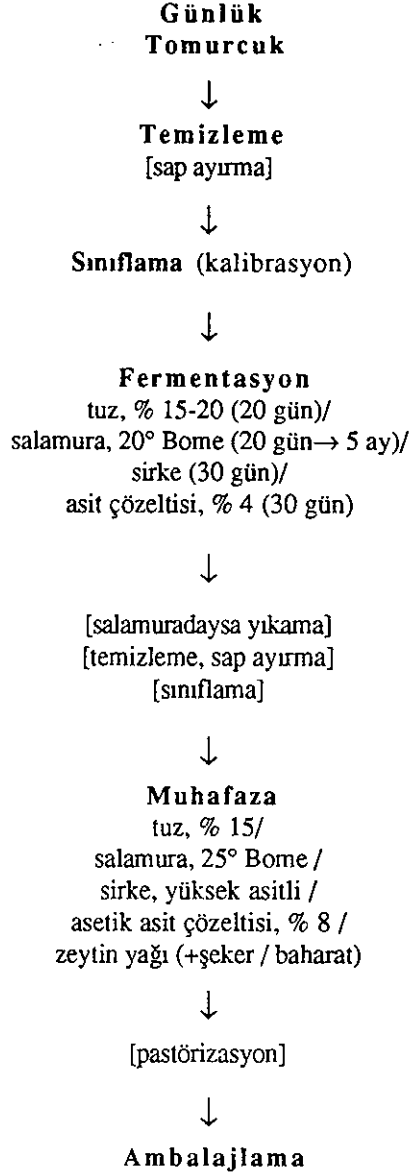 Günlük
Tomurcuk
↓
Temizleme
[sap ayırma]
↓
Sınıflama (kalibrasyon)
↓
Fermentasyon
tuz, % 15-20 (20 gün)/
salamura, 20° Bome (20 gün→ 5 ay)/
sirke (30 gün)/
asit çözeltisi, % 4 (30 gün)
↓
[salamuradaysa yıkama]
[temizleme, sap ayırma]
[sınıflama]
↓
Muhafaza
tuz, % 15/
salamura, 25° Bome /
sirke, yüksek asitli /
asetik asit çözeltisi, % 8 /
zeytin yağı (+şeker / baharat)
↓
[pastörizasyon]
↓
Ambalajlama